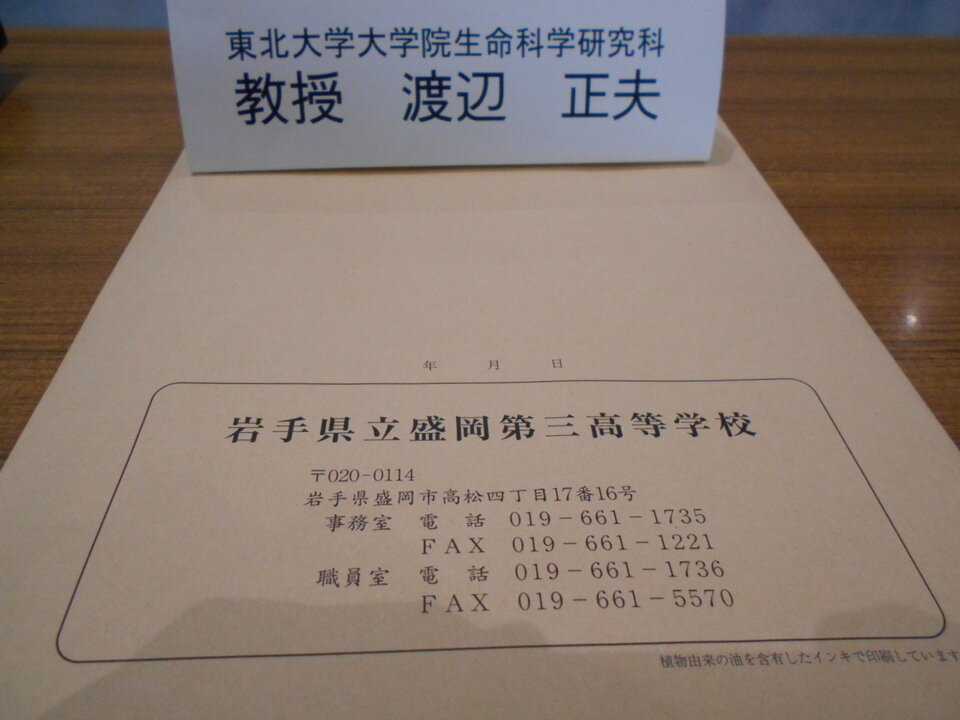 東北大学大学院生命科学研究科
教授　渡辺　正夫
年　月　日
岩手県立盛岡第三高等学校
〒020-0114
岩手県盛岡市高松四丁目17番16号
事務室　電　話　019－661－1735
ＦＡＸ　019－661－1221
職員室　電　話　019－661－1736
ＦＡＸ　019－661－5570
植物由来の油を含有したインキで印刷しています